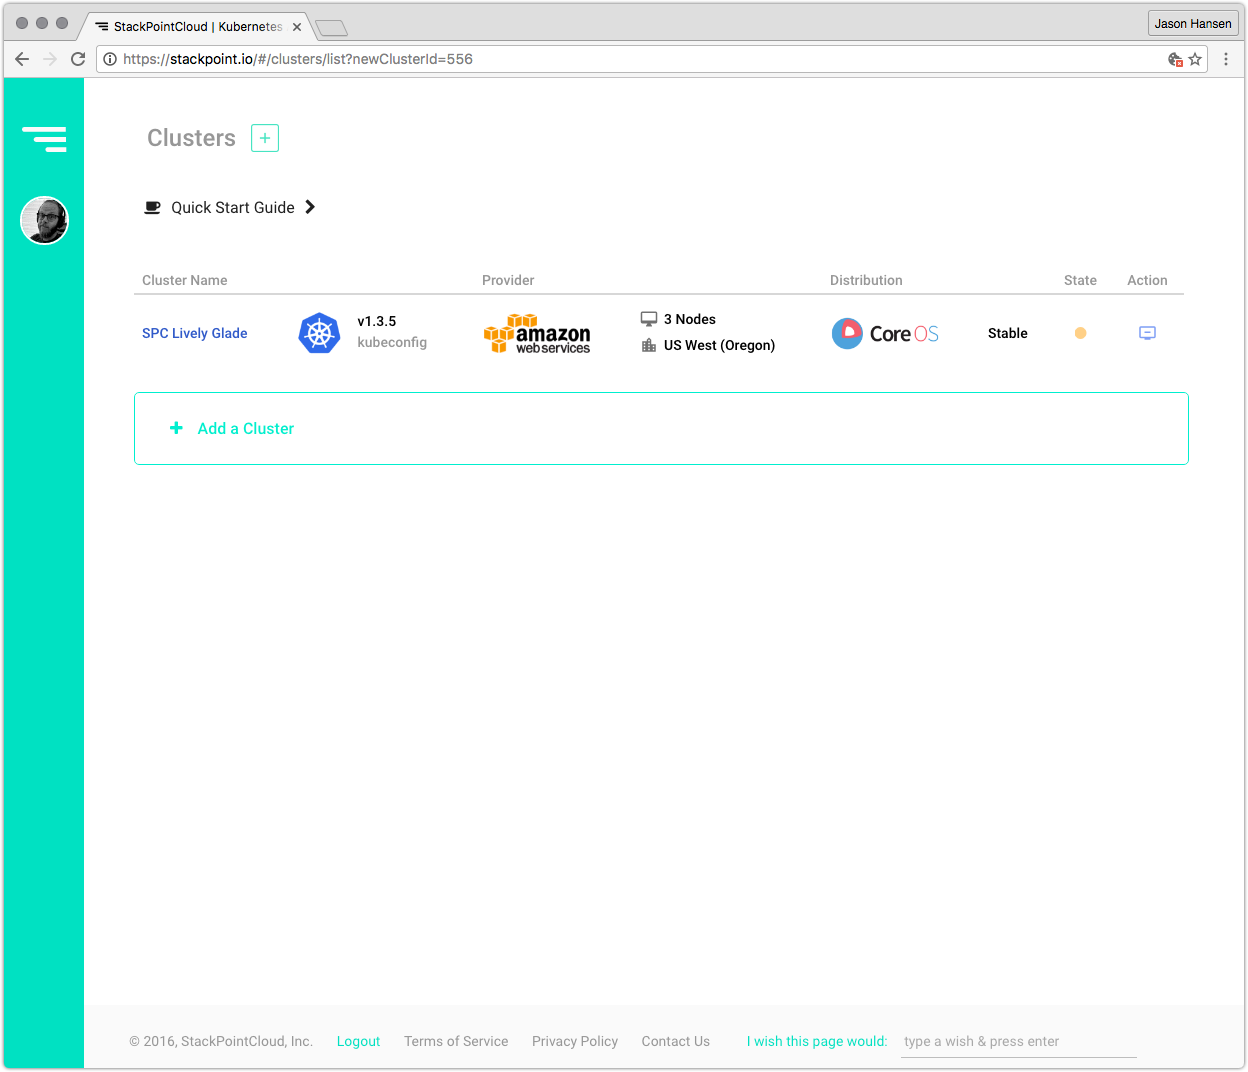 StackPointCloud | Kubernetes
Jason Hansen
https://stackpoint.io/#/clusters/list?newClusterId=556
Clusters
Quick Start Guide
Cluster Name Provider Distribution State Action
SPC Lively Glade
v1.3.5
kubeconfig
amazon
webservices
3 Nodes
US West (Oregon)
CoreOS
Stable
Add a Cluster
© 2016, StackPointCloud, Inc. Logout Terms of Service Privacy Policy Contact Us I wish this page would: type a wish & press enter